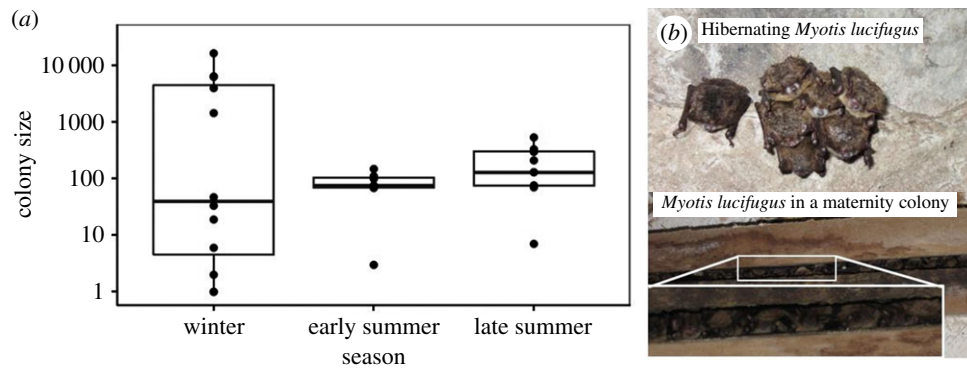 (a)
10 000
1000
100
10
1
colony size
winter
early summer
late summer
season
(b)
Hibernating Myotis lucifugus
Myotis lucifugus in a maternity colony